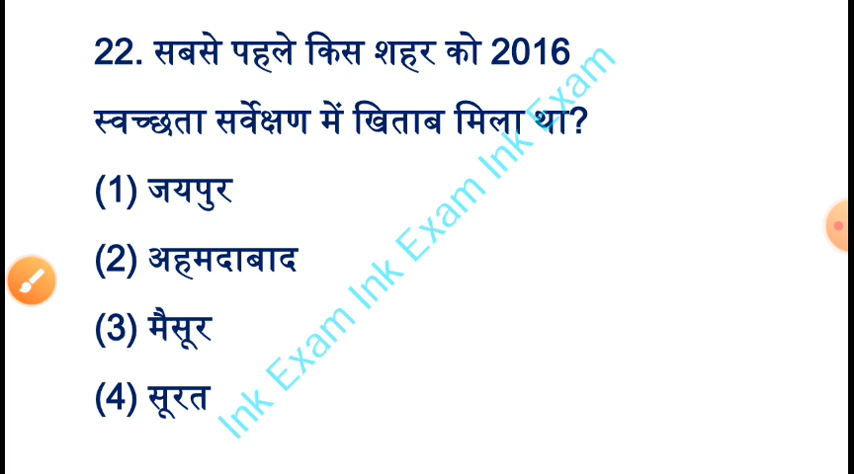 22. सबसे पहले किस शहर को 2016
स्वच्छता सर्वेक्षण में खिताब मिला था?
(1) जयपुर
(2) अहमदाबाद
(3) मैसूर
(4) सूरत
Ink Exam Ink Exam Ink Exam